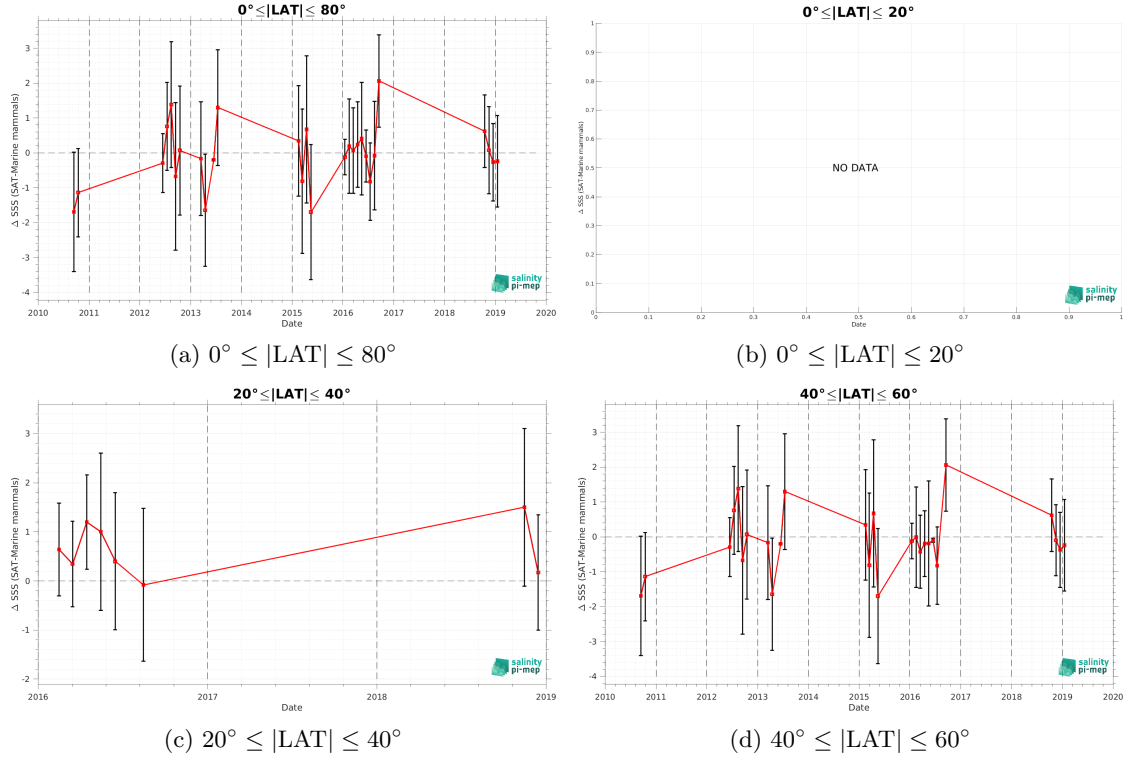 0°≤|LAT|≤ 80°
Δ SSS (SAT-Marine mammals)
3
2
1
0
-1
-2
-3
-4
2010 2011 2012 2013 2014 2015 2016 2017 2018 2019 2020
Date
salinity
pi-mep
(a) 0° ≤ |LAT| ≤ 80°
0°≤|LAT|≤ 20°
Δ SSS (SAT-Marine mammals)
1
0.9
0.8
0.7
0.6
0.5
0.4
0.3
0.2
0.1
0
NO DATA
0 0.1 0.2 0.3 0.4 0.5 0.6 0.7 0.8 0.9 1
Date
salinity
pi-mep
(b) 0° ≤ |LAT| ≤ 20°
20°≤|LAT|≤ 40°
Δ SSS (SAT-Marine mammals)
3
2
1
0
-1
-2
2016 2017 2018 2019
Date
salinity
pi-mep
(c) 20° ≤ |LAT| ≤ 40°
40°≤|LAT|≤ 60°
Δ SSS (SAT-Marine mammals)
3
2
1
0
-1
-2
-3
-4
2010 2011 2012 2013 2014 2015 2016 2017 2018 2019 2020
Date
salinity
pi-mep
(d) 40° ≤ |LAT| ≤ 60°